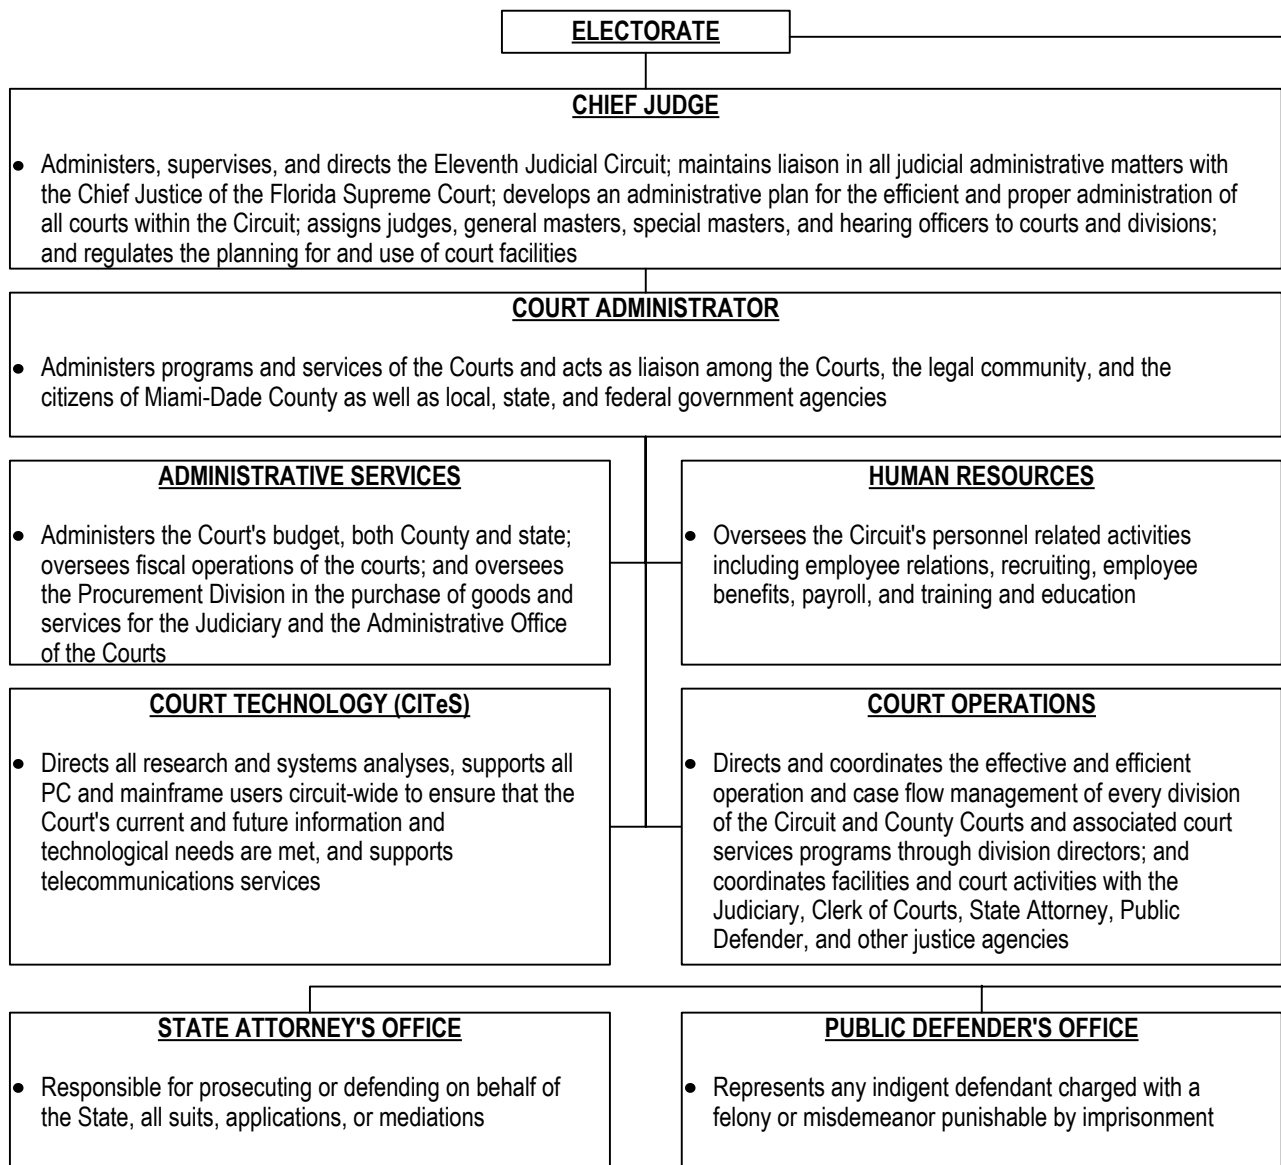 ELECTORATE
CHIEF JUDGE
• Administers, supervises, and directs the Eleventh Judicial Circuit; maintains liaison in all judicial administrative matters with
the Chief Justice of the Florida Supreme Court; develops an administrative plan for the efficient and proper administration of
all courts within the Circuit; assigns judges, general masters, special masters, and hearing officers to courts and divisions;
and regulates the planning for and use of court facilities
COURT ADMINISTRATOR
• Administers programs and services of the Courts and acts as liaison among the Courts, the legal community, and the
citizens of Miami-Dade County as well as local, state, and federal government agencies
ADMINISTRATIVE SERVICES
• Administers the Court's budget, both County and state;
oversees fiscal operations of the courts; and oversees
the Procurement Division in the purchase of goods and
services for the Judiciary and the Administrative Office
of the Courts
HUMAN RESOURCES
• Oversees the Circuit's personnel related activities
including employee relations, recruiting, employee
benefits, payroll, and training and education
COURT TECHNOLOGY (CITeS)
• Directs all research and systems analyses, supports all
PC and mainframe users circuit-wide to ensure that the
Court's current and future information and
technological needs are met, and supports
telecommunications services
COURT OPERATIONS
• Directs and coordinates the effective and efficient
operation and case flow management of every division
of the Circuit and County Courts and associated court
services programs through division directors; and
coordinates facilities and court activities with the
Judiciary, Clerk of Courts, State Attorney, Public
Defender, and other justice agencies
STATE ATTORNEY'S OFFICE
• Responsible for prosecuting or defending on behalf of
the State, all suits, applications, or mediations
PUBLIC DEFENDER'S OFFICE
• Represents any indigent defendant charged with a
felony or misdemeanor punishable by imprisonment